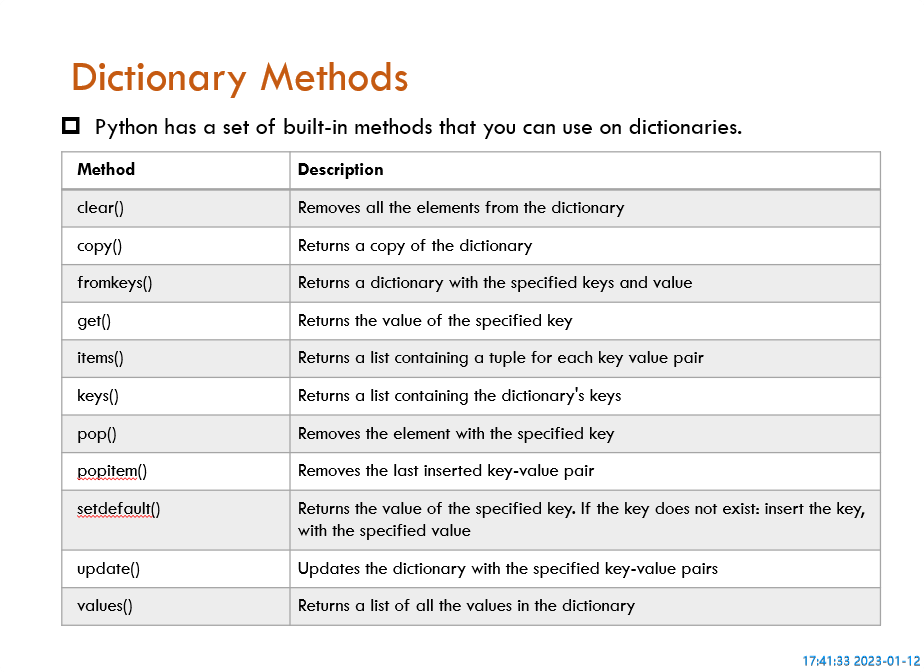 Dictionary Methods
Python has a set of built-in methods that you can use on dictionaries.
Method Description
clear() Removes all the elements from the dictionary
copy() Returns a copy of the dictionary
fromkeys() Returns a dictionary with the specified keys and value
get() Returns the value of the specified key
items() Returns a list containing a tuple for each key value pair
keys() Returns a list containing the dictionary's keys
pop() Removes the element with the specified key
popitem() Removes the last inserted key-value pair
setdefault() Returns the value of the specified key. If the key does not exist: insert the key,
with the specified value
update() Updates the dictionary with the specified key-value pairs
values() Returns a list of all the values in the dictionary
17:41:33 2023-01-12